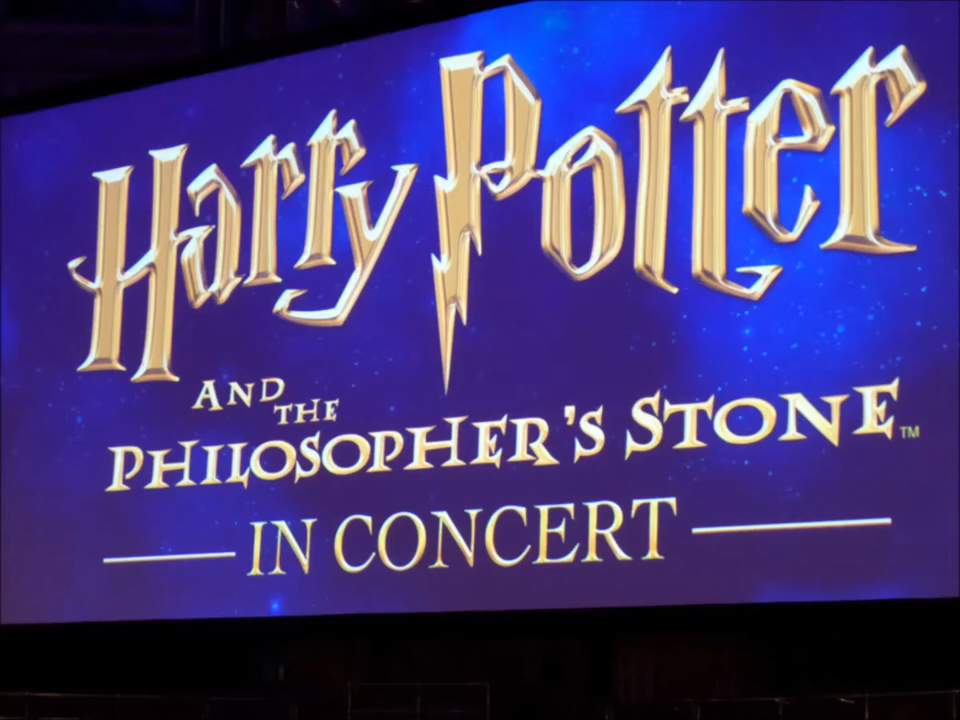 Harry Potter
AND THE
PHILOSOPHER'S STONE™
IN CONCERT